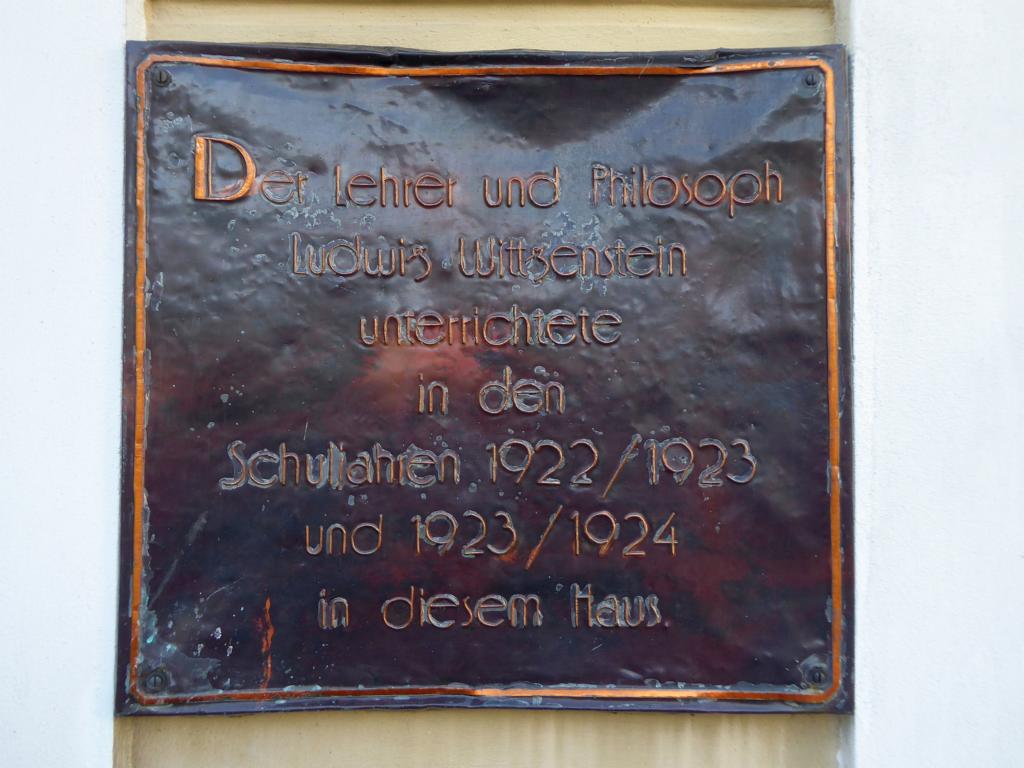 Der Lehrer und Philosoph
Ludwig Wittgenstein
unterrichtete
in den
Schuljahren 1922/1923
und 1923/1924
in diesem Haus.